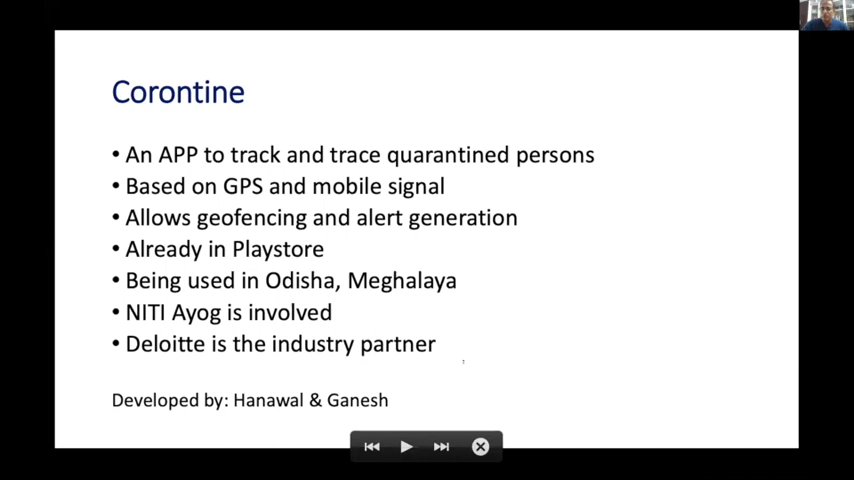 Corontine
• An APP to track and trace quarantined persons
• Based on GPS and mobile signal
• Allows geofencing and alert generation
• Already in Playstore
• Being used in Odisha, Meghalaya
• NITI Ayog is involved
• Deloitte is the industry partner
Developed by: Hanawal & Ganesh